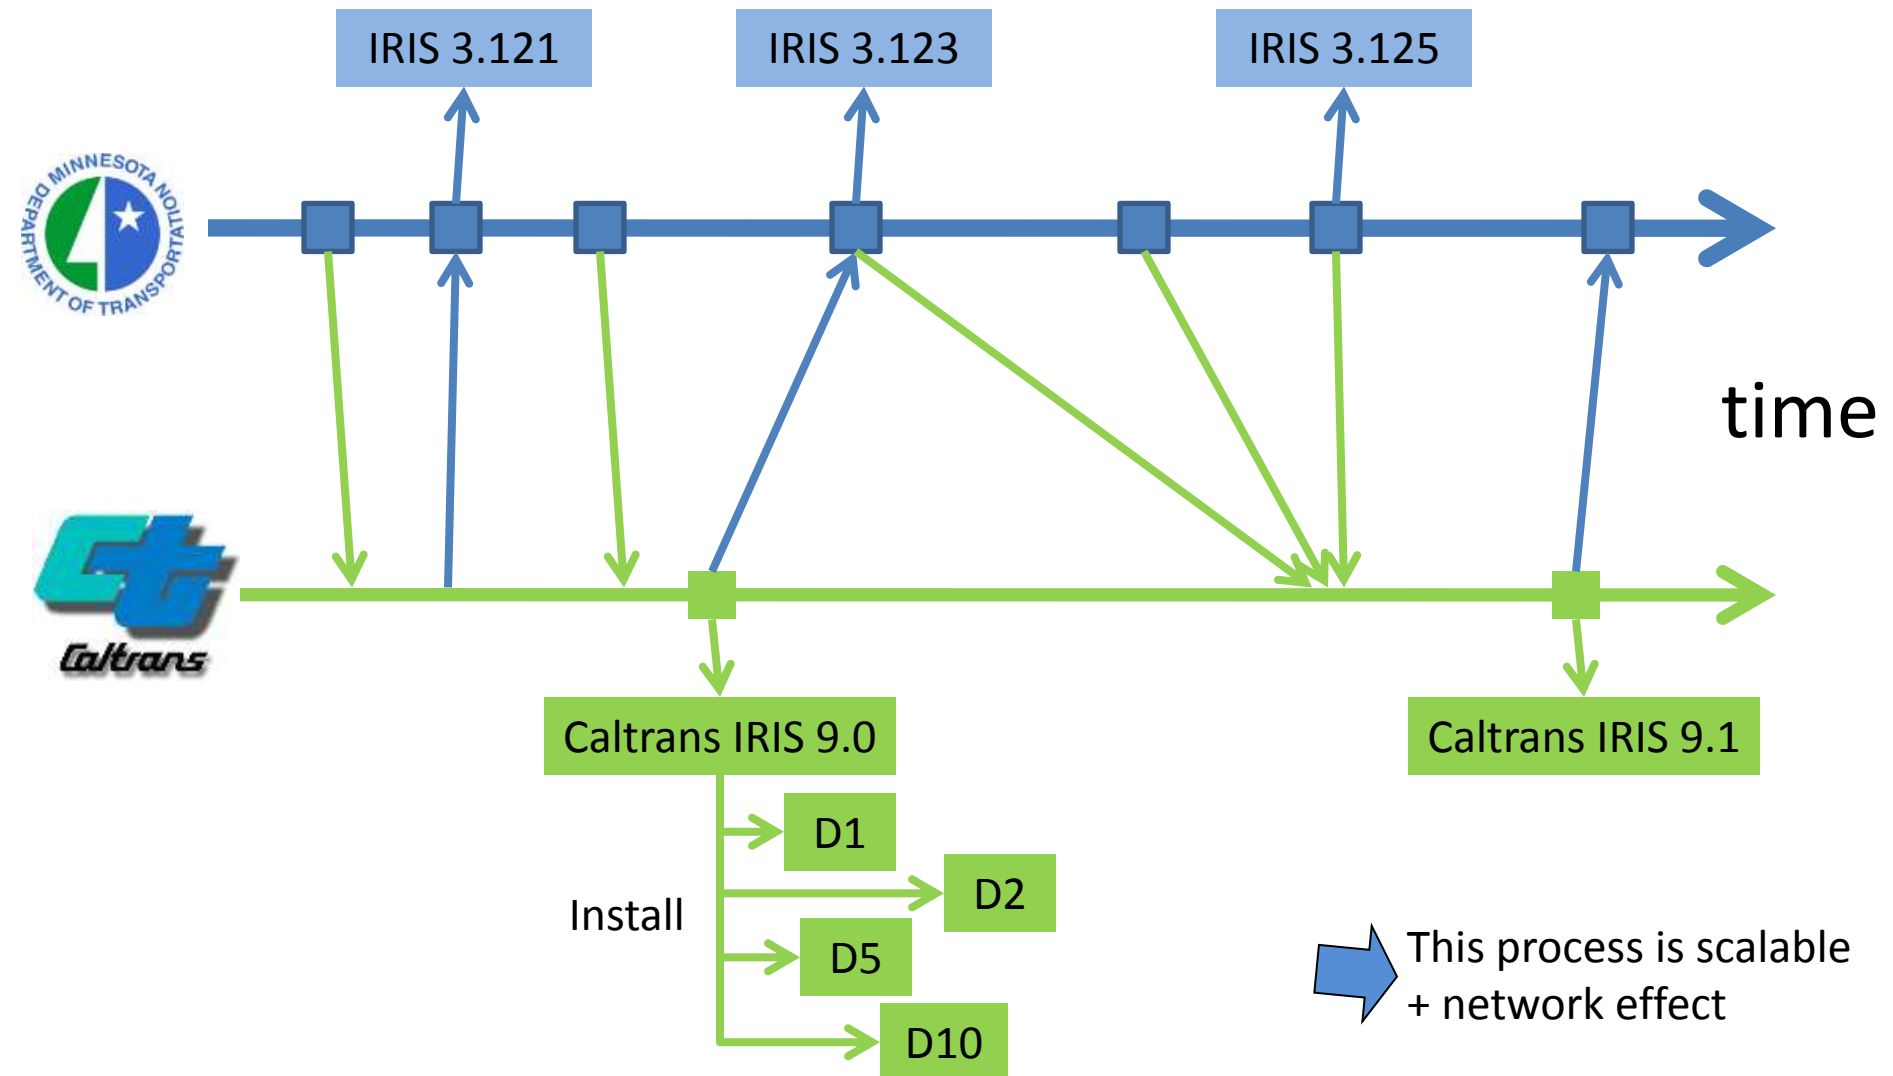 IRIS 3.121
IRIS 3.123
IRIS 3.125
MINNESOTA DEPARTMENT OF TRANSPORTATION
time
Caltrans
Caltrans IRIS 9.0
Caltrans IRIS 9.1
D1
D2
Install
D5
D10
This process is scalable
+ network effect